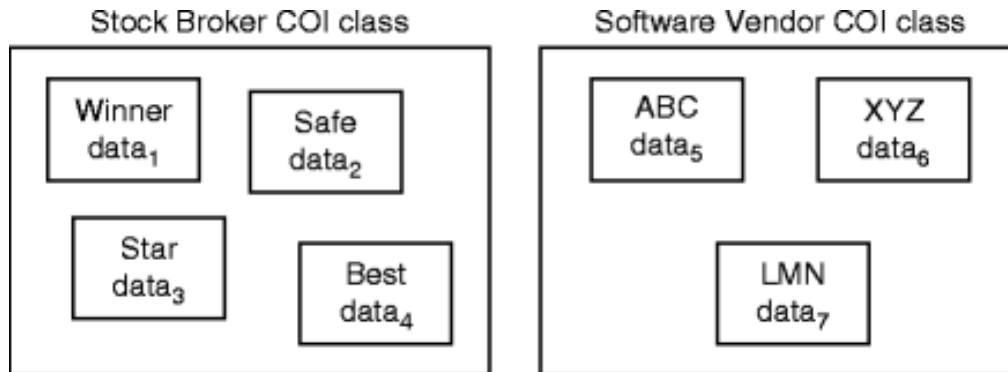 Stock Broker COI class
Software Vendor COI class
Winner
data₁
Safe
data₂
Star
data₃
Best
data₄
ABC
data₅
XYZ
data₆
LMN
data₇